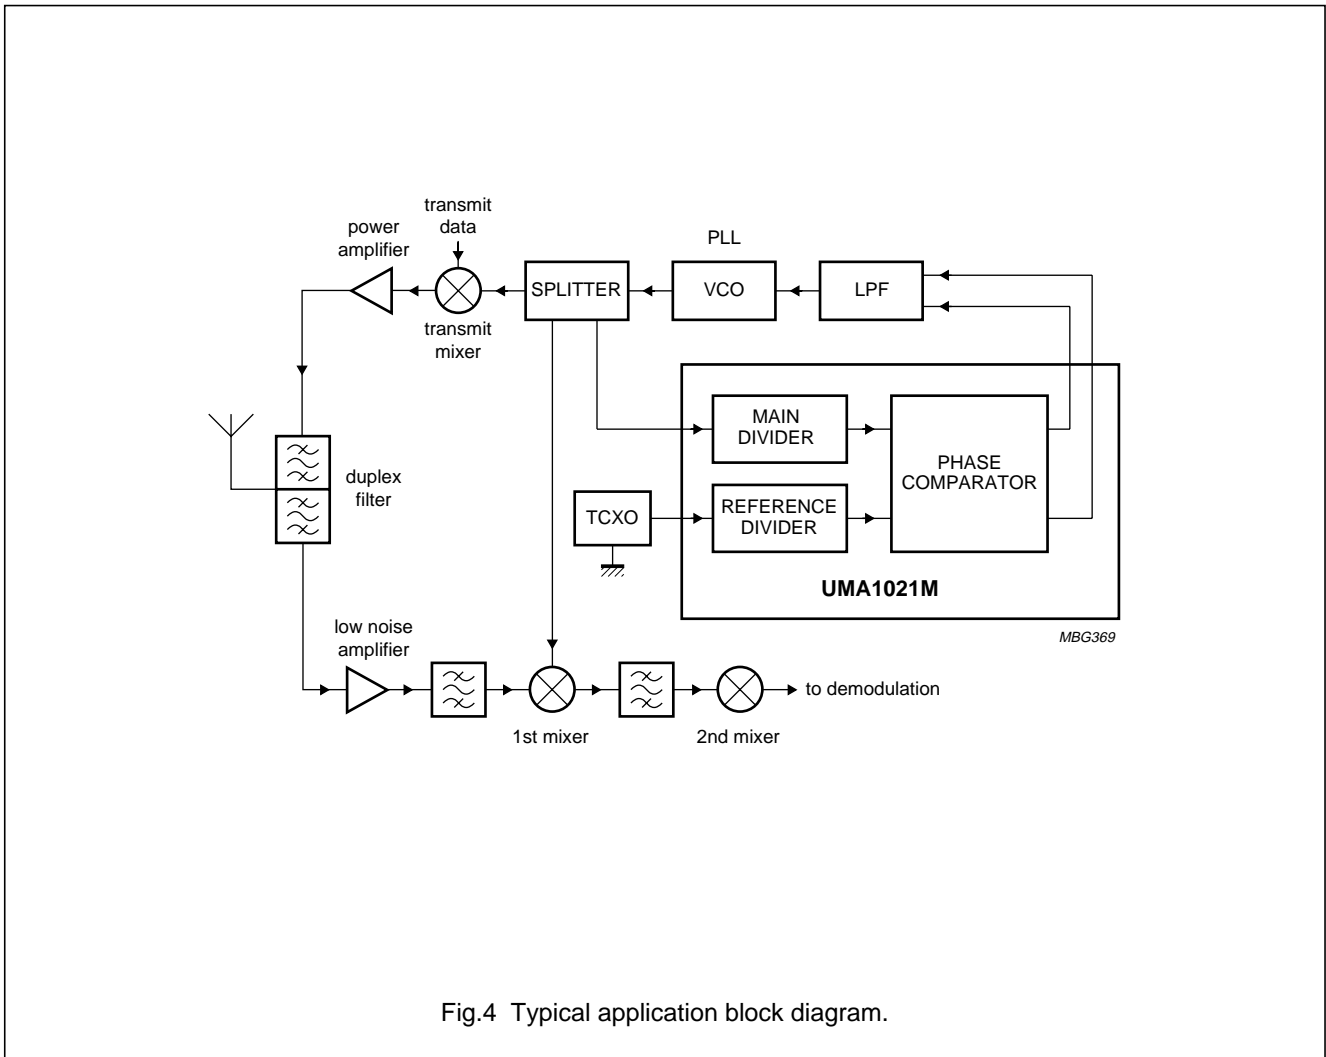 transmit
data
power
amplifier
PLL
SPLITTER
VCO
LPF
transmit
mixer
MAIN
DIVIDER
PHASE
COMPARATOR
duplex
filter
TCXO
REFERENCE
DIVIDER
UMA1021M
MBG369
low noise
amplifier
to demodulation
1st mixer
2nd mixer
Fig.4 Typical application block diagram.